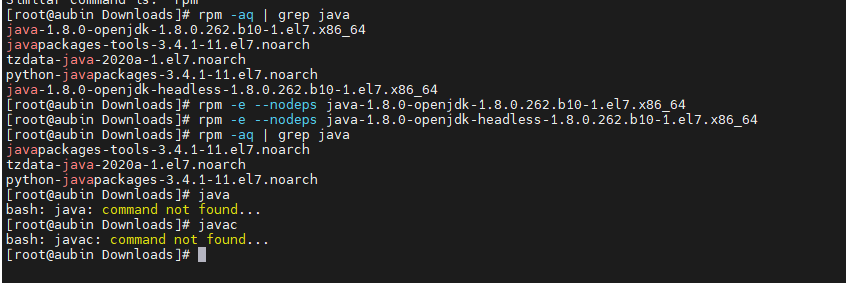 Similar command is: 'rpm'
[root@aubin Downloads]# rpm -aq | grep java
java-1.8.0-openjdk-1.8.0.262.b10-1.el7.x86_64
javapackages-tools-3.4.1-11.el7.noarch
tzdata-java-2020a-1.el7.noarch
python-javapackages-3.4.1-11.el7.noarch
java-1.8.0-openjdk-headless-1.8.0.262.b10-1.el7.x86_64
[root@aubin Downloads]# rpm -e --nodeps java-1.8.0-openjdk-1.8.0.262.b10-1.el7.x86_64
[root@aubin Downloads]# rpm -e --nodeps java-1.8.0-openjdk-headless-1.8.0.262.b10-1.el7.x86_64
[root@aubin Downloads]# rpm -aq | grep java
javapackages-tools-3.4.1-11.el7.noarch
tzdata-java-2020a-1.el7.noarch
python-javapackages-3.4.1-11.el7.noarch
[root@aubin Downloads]# java
bash: java: command not found...
[root@aubin Downloads]# javac
bash: javac: command not found...
[root@aubin Downloads]#